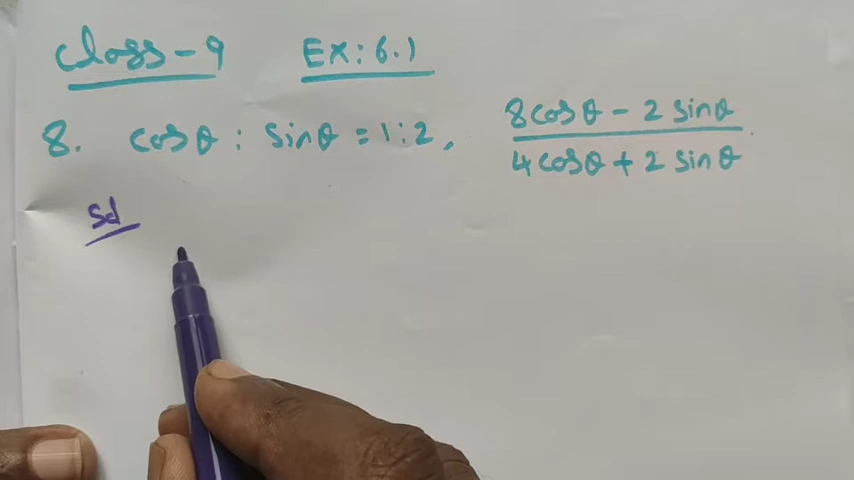 Class-9 Ex: 6.1
8. cosθ : sinθ = 1:2, (8cosθ - 2 sinθ)/(4cosθ + 2 sinθ)
Sol